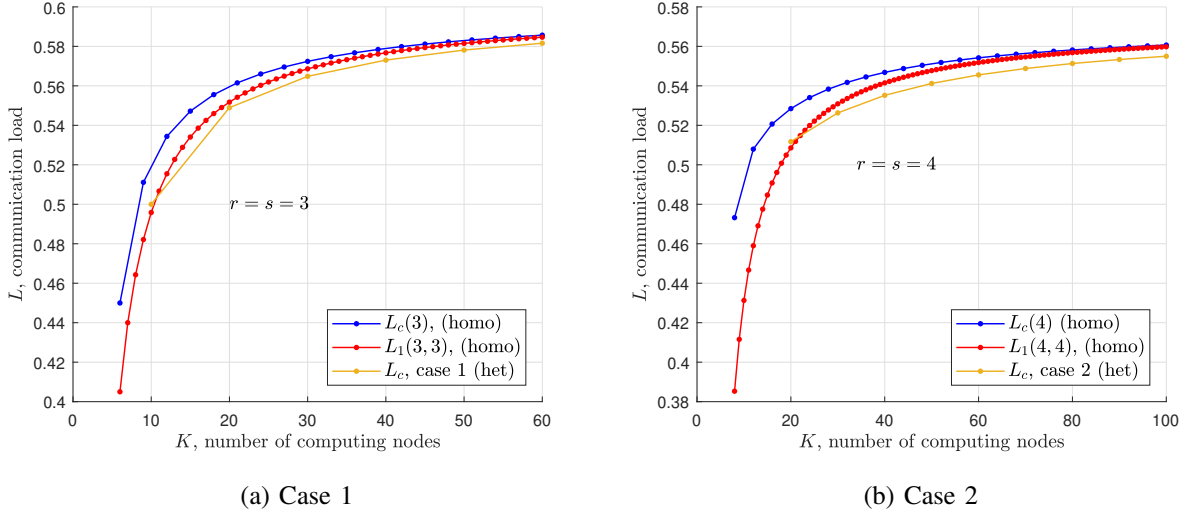 0.6
0.58
0.56
0.54
0.52
0.5
0.48
0.46
0.44
0.42
0.4
L, communication load
r = s = 3
L_c(3), (homo)
L_1(3, 3), (homo)
L_c, case 1 (het)
0 10 20 30 40 50 60
K, number of computing nodes
(a) Case 1
0.58
0.56
0.54
0.52
0.5
0.48
0.46
0.44
0.42
0.4
0.38
L, communication load
r = s = 4
L_c(4) (homo)
L_1(4, 4), (homo)
L_c, case 2 (het)
0 20 40 60 80 100
K, number of computing nodes
(b) Case 2